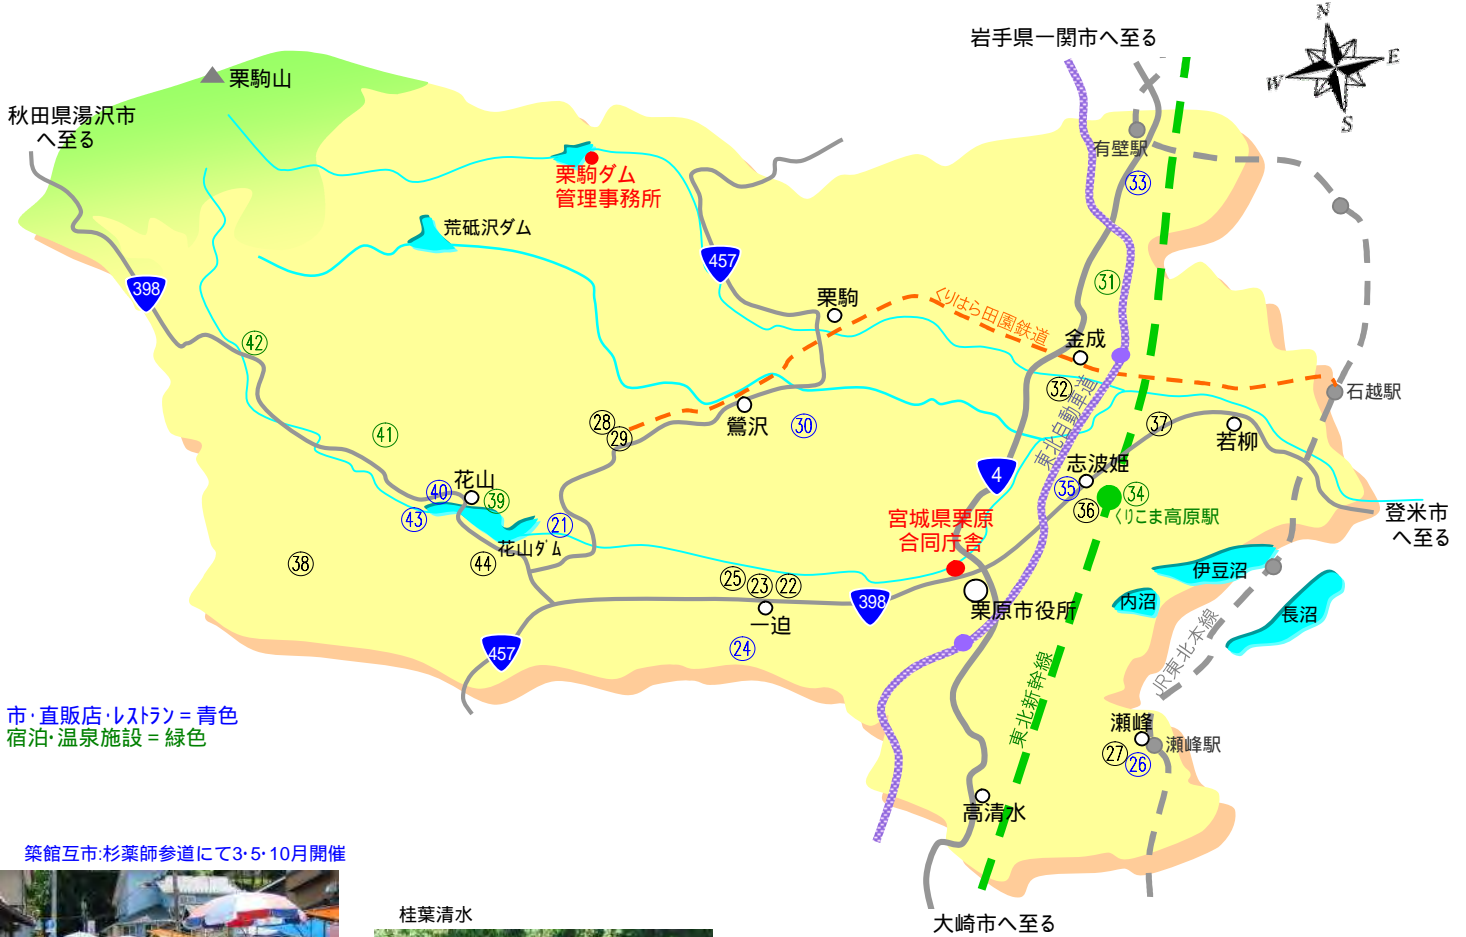 岩手県一関市へ至る
N
E
W
S
栗駒山
秋田県湯沢市
へ至る
有壁駅
栗駒ダム
管理事務所
33
荒砥沢ダム
457
398
31
栗駒
くりはら田園鉄道
金成
42
32
東北自動車道
石越駅
28
29
鶯沢
30
37
若柳
41
志波姫
4
花山
40
39
35
34
43
21
36
くりこま高原駅
宮城県栗原
合同庁舎
登米市
へ至る
花山ダム
38
44
25
23
22
伊豆沼
398
内沼
長沼
栗原市役所
一迫
24
457
JR東北本線
東北新幹線
市・直販店・レストラン=青色
宿泊・温泉施設=緑色
瀬峰
瀬峰駅
27
26
高清水
築館互市:杉薬師参道にて3・5・10月開催
桂葉清水
大崎市へ至る